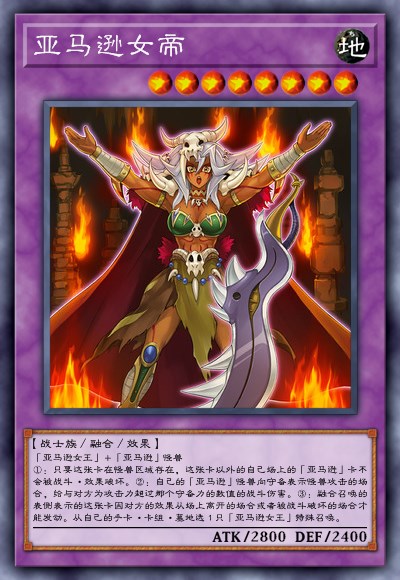 亚马逊女帝
地
【战士族／融合／效果】
「亚马逊女王」＋「亚马逊」怪兽
①：只要这张卡在怪兽区域存在，这张卡以外的自己场上的「亚马逊」卡不
会被战斗·效果破坏。②：自己的「亚马逊」怪兽向守备表示怪兽攻击的场
合，给与对方为攻击力超过那个守备力的数值的战斗伤害。③：融合召唤的
表侧表示的这张卡因对方的效果从场上离开的场合或者被战斗破坏的场合才
能发动。从自己的手卡·卡组·墓地选１只「亚马逊女王」特殊召唤。
ATK/2800 DEF/2400